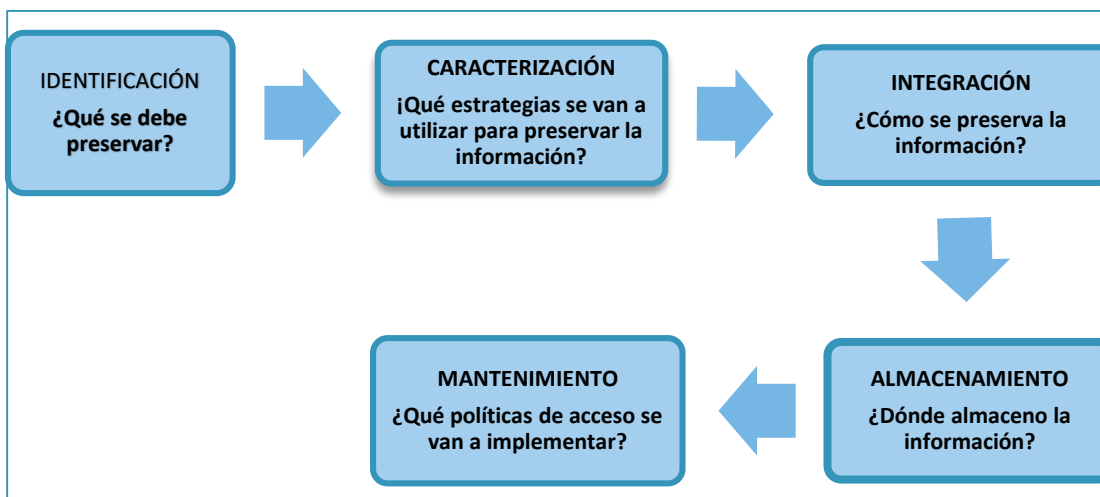 IDENTIFICACIÓN
¿Qué se debe
preservar?
CARACTERIZACIÓN
¡Qué estrategias se van a
utilizar para preservar la
información?
INTEGRACIÓN
¿Cómo se preserva la
información?
ALMACENAMIENTO
¿Dónde almaceno la
información?
MANTENIMIENTO
¿Qué políticas de acceso se
van a implementar?